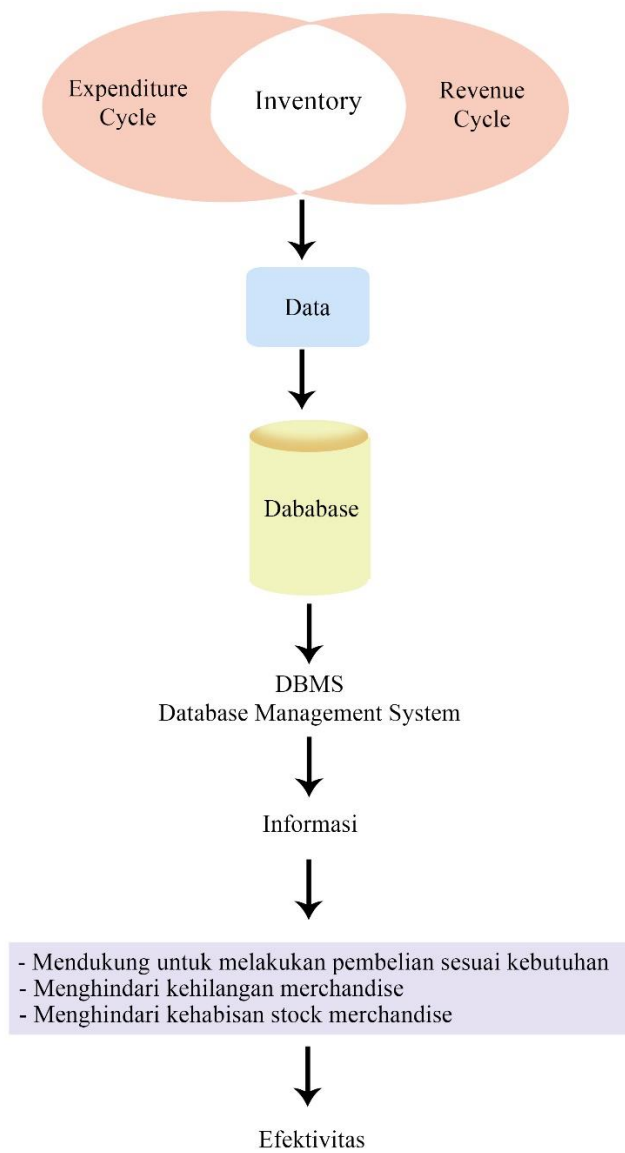 Expenditure
Cycle
Inventory
Revenue
Cycle
Data
Dababase
DBMS
Database Management System
Informasi
- Mendukung untuk melakukan pembelian sesuai kebutuhan
- Menghindari kehilangan merchandise
- Menghindari kehabisan stock merchandise
Efektivitas